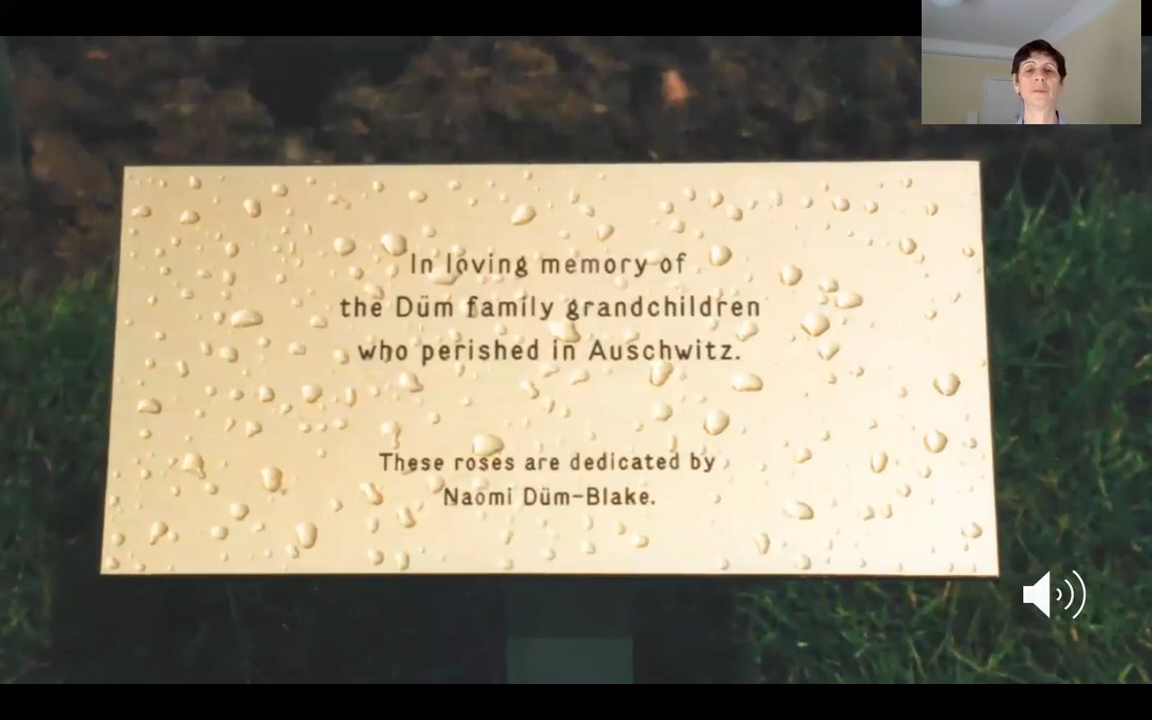 In loving memory of
the Düm family grandchildren
who perished in Auschwitz.
These roses are dedicated by
Naomi Düm-Blake.